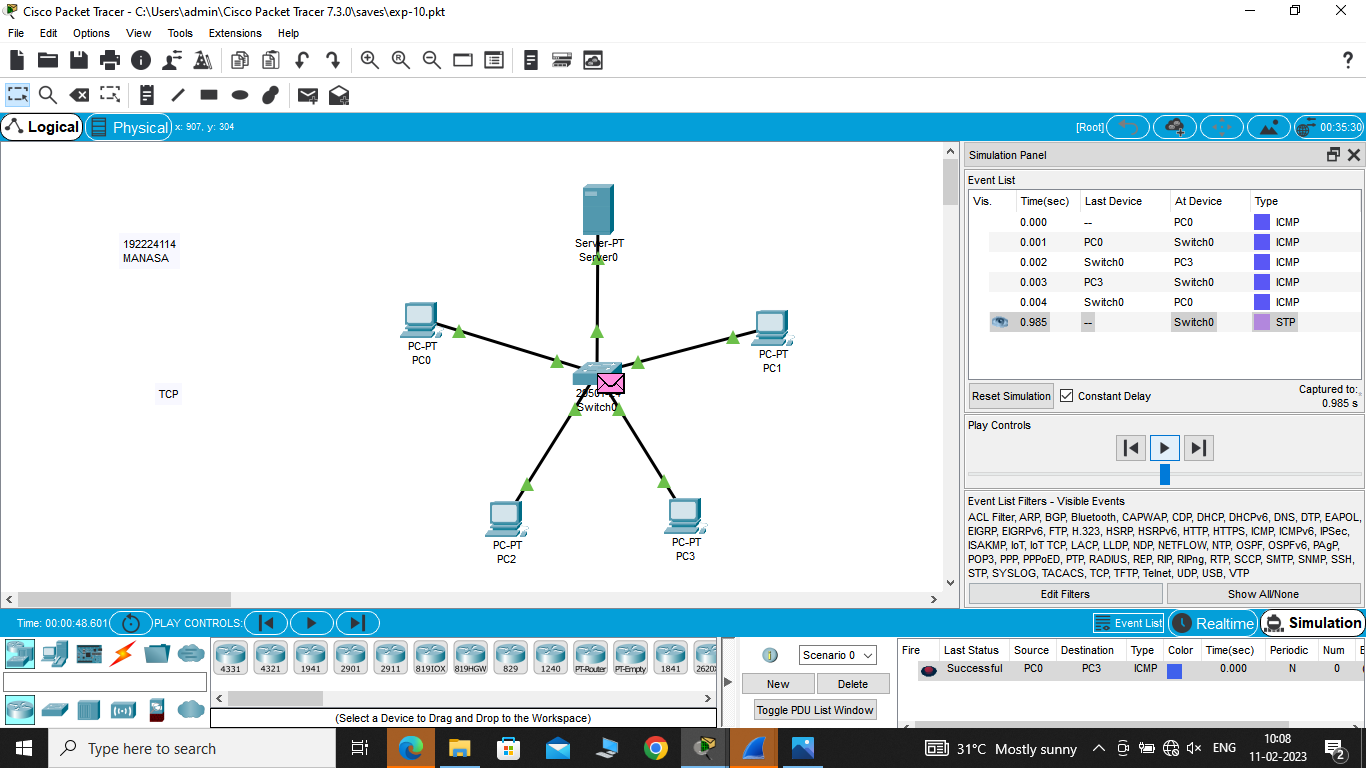 Cisco Packet Tracer - C:\Users\admin\Cisco Packet Tracer 7.3.0\saves\exp-10.pkt
File Edit Options View Tools Extensions Help
?
Logical Physical x: 907, y: 304 [Root] 00:35:30
192224114
MANASA
TCP
Server-PT
Server0
PC-PT
PC0
PC-PT
PC1
Switch0
PC-PT
PC2
PC-PT
PC3
Simulation Panel
Event List
Vis. Time(sec) Last Device At Device Type
0.000 -- PC0 ICMP
0.001 PC0 Switch0 ICMP
0.002 Switch0 PC3 ICMP
0.003 PC3 Switch0 ICMP
0.004 Switch0 PC0 ICMP
0.985 -- Switch0 STP
Reset Simulation Constant Delay Captured to:
0.985 s
Play Controls
Event List Filters - Visible Events
ACL Filter, ARP, BGP, Bluetooth, CAPWAP, CDP, DHCP, DHCPv6, DNS, DTP, EAPOL,
EIGRP, EIGRPv6, FTP, H.323, HSRP, HSRPv6, HTTP, HTTPS, ICMP, ICMPv6, IPSec,
ISAKMP, IoT, IoT TCP, LACP, LLDP, NDP, NETFLOW, NTP, OSPF, OSPFv6, PAgP,
POP3, PPP, PPPoED, PTP, RADIUS, REP, RIP, RIPng, RTP, SCCP, SMTP, SNMP, SSH,
STP, SYSLOG, TACACS, TCP, TFTP, Telnet, UDP, USB, VTP
Edit Filters Show All/None
Time: 00:00:48.601 PLAY CONTROLS: Event List Realtime Simulation
4331 4321 1941 2901 2911 819IOX 819HGW 829 1240 PT-Router PT-Empty 1841 2620X
(Select a Device to Drag and Drop to the Workspace)
Scenario 0
New Delete
Toggle PDU List Window
Fire Last Status Source Destination Type Color Time(sec) Periodic Num
Successful PC0 PC3 ICMP 0.000 N 0
Type here to search
31°C Mostly sunny ENG 10:08
11-02-2023 2